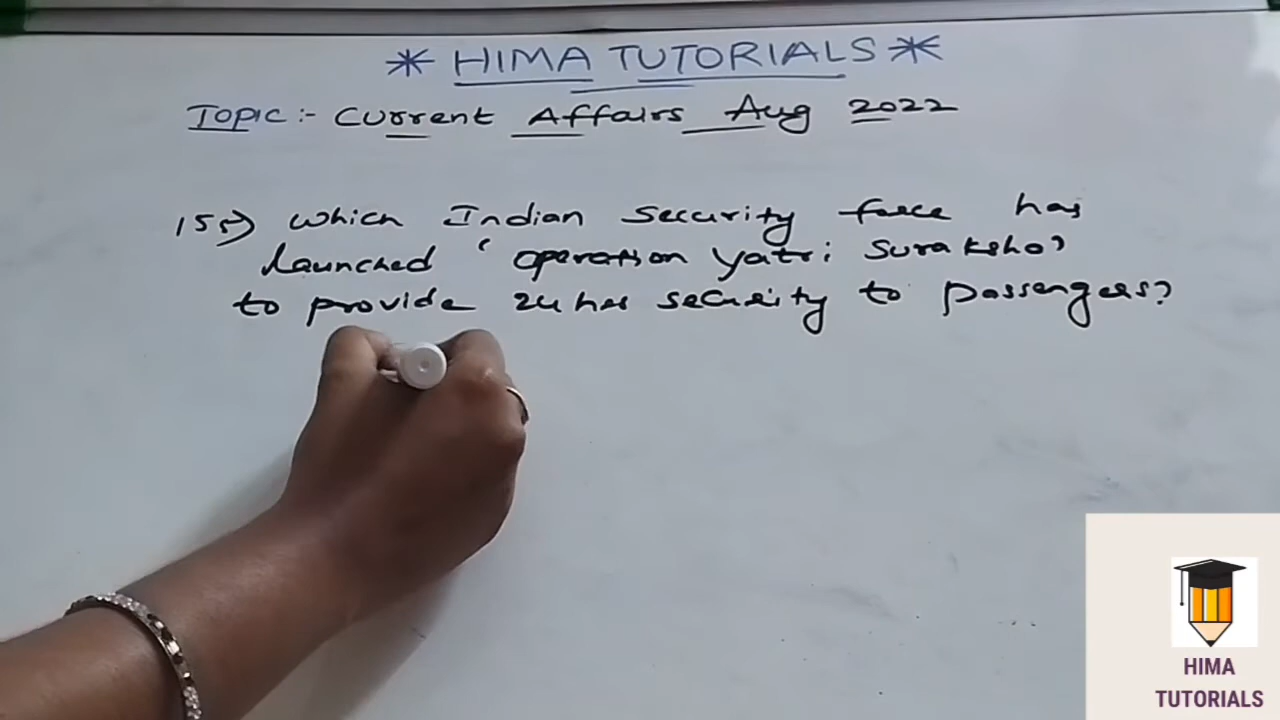 * HIMA TUTORIALS *
Topic:- Current Affairs Aug 2022
155) Which Indian Security force has
launched 'operation Yatri Suraksha'
to provide 24 hrs security to passengers?
HIMA
TUTORIALS